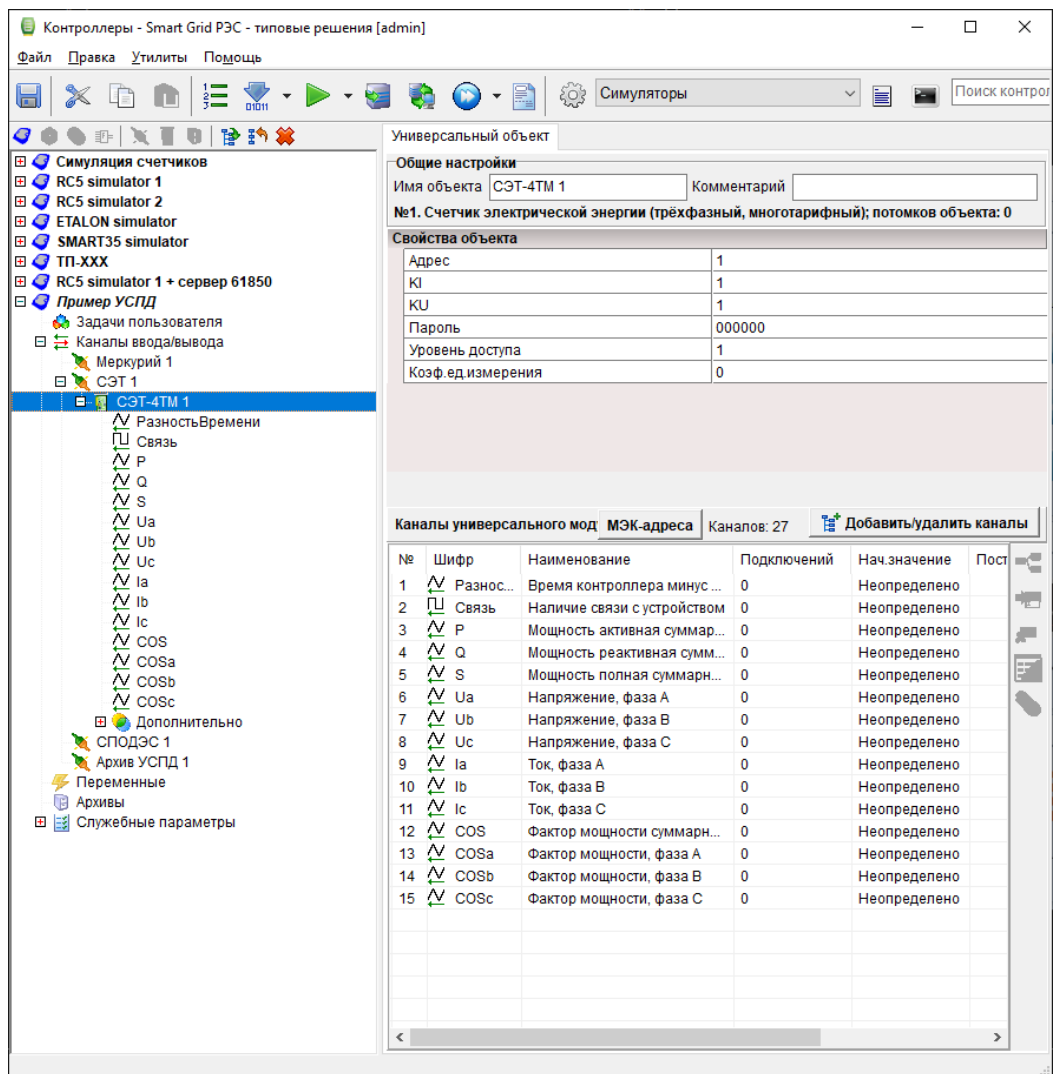 Контроллеры - Smart Grid РЭС - типовые решения [admin]
Файл Правка Утилиты Помощь
Симуляторы
Поиск контрол
Универсальный объект
Симуляция счетчиков
RC5 simulator 1
RC5 simulator 2
ETALON simulator
SMART35 simulator
ТП-XXX
RC5 simulator 1 + сервер 61850
Пример УСПД
Задачи пользователя
Каналы ввода/вывода
Меркурий 1
СЭТ 1
СЭТ-4ТМ 1
РазностьВремени
Связь
P
Q
S
Ua
Ub
Uc
Ia
Ib
Ic
COS
COSa
COSb
COSc
Дополнительно
СПОДЭС 1
Архив УСПД 1
Переменные
Архивы
Служебные параметры
Общие настройки
Имя объекта СЭТ-4ТМ 1 Комментарий
№1. Счетчик электрической энергии (трёхфазный, многотарифный); потомков объекта: 0
Свойства объекта
Адрес 1
KI 1
KU 1
Пароль 000000
Уровень доступа 1
Коэф.ед.измерения 0
Каналы универсального мод МЭК-адреса Каналов: 27 Добавить/удалить каналы
№ Шифр Наименование Подключений Нач.значение Пост
1 Разнос... Время контроллера минус ... 0 Неопределено
2 Связь Наличие связи с устройством 0 Неопределено
3 P Мощность активная суммар... 0 Неопределено
4 Q Мощность реактивная сумм... 0 Неопределено
5 S Мощность полная суммарн... 0 Неопределено
6 Ua Напряжение, фаза A 0 Неопределено
7 Ub Напряжение, фаза B 0 Неопределено
8 Uc Напряжение, фаза C 0 Неопределено
9 Ia Ток, фаза A 0 Неопределено
10 Ib Ток, фаза B 0 Неопределено
11 Ic Ток, фаза C 0 Неопределено
12 COS Фактор мощности суммарн... 0 Неопределено
13 COSa Фактор мощности, фаза A 0 Неопределено
14 COSb Фактор мощности, фаза B 0 Неопределено
15 COSc Фактор мощности, фаза C 0 Неопределено